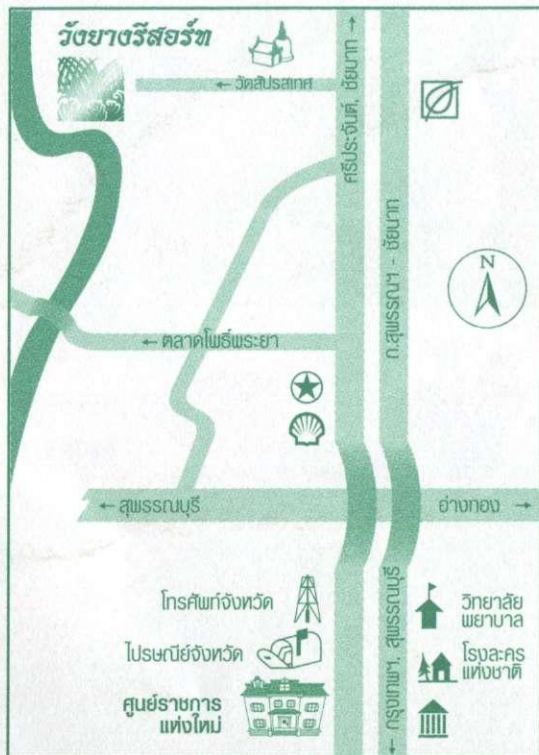 วังยางรีสอร์ท
← วัดสัปรสเทศ
ศรีประจันต์, ชัยนาท →
ถ.สุพรรณฯ - ชัยนาท
N
← ตลาดโพธิ์พระยา
← สุพรรณบุรี
อ่างทอง →
โทรศัพท์จังหวัด
ไปรษณีย์จังหวัด
ศูนย์ราชการ
แห่งใหม่
← กรุงเทพฯ, สุพรรณบุรี
วิทยาลัย
พยาบาล
โรงละคร
แห่งชาติ